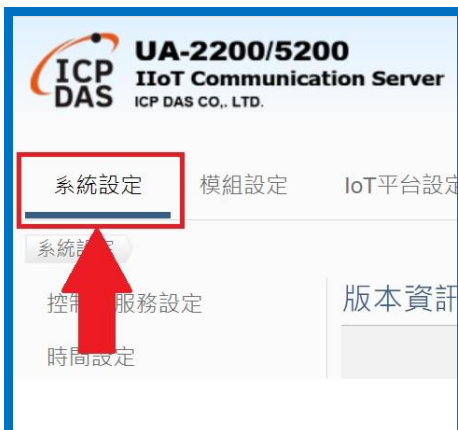 ICP
DAS
UA-2200/5200
IIoT Communication Server
ICP DAS CO,. LTD.
系統設定 模組設定 IoT平台設定
系統設
控制 服務設定
時間設定
版本資訊